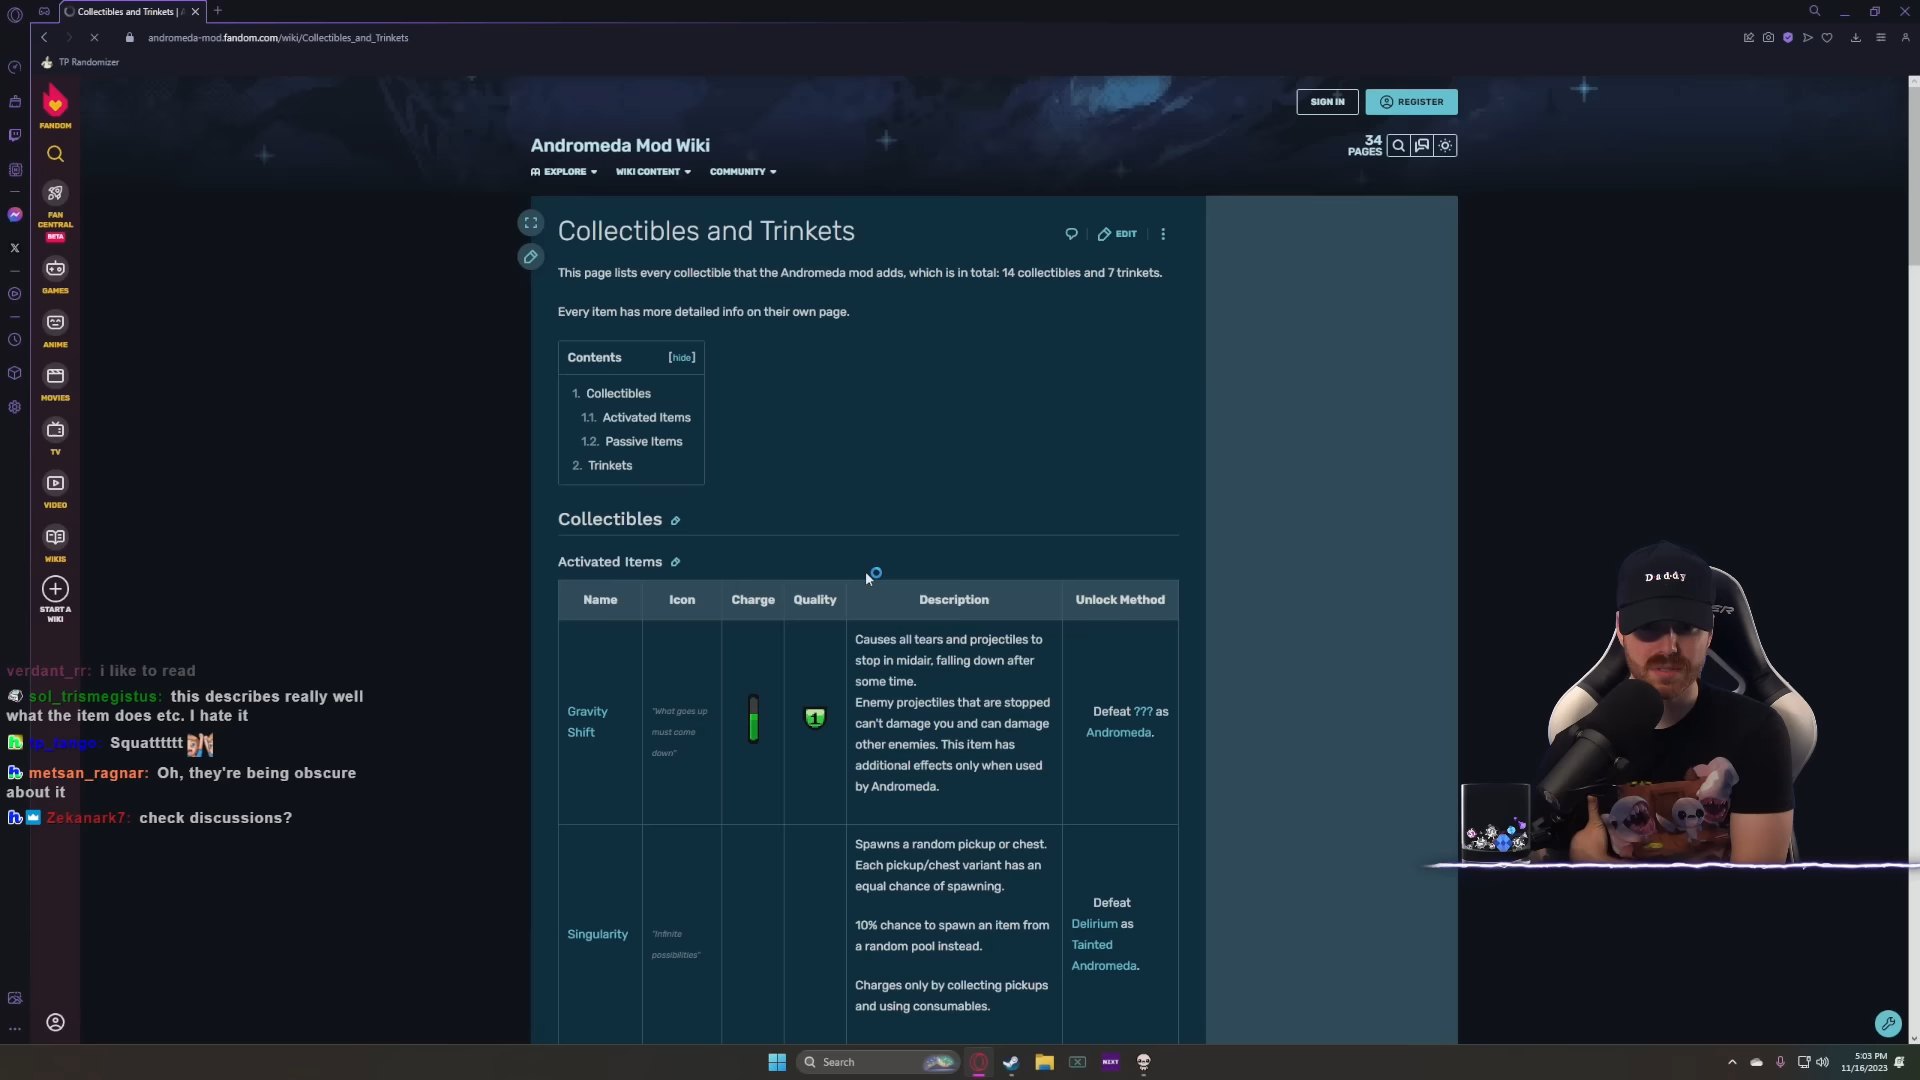 Collectibles and Trinkets |
andromeda-mod.fandom.com/wiki/Collectibles_and_Trinkets
TP Randomizer
FANDOM
FAN
CENTRAL
BETA
GAMES
ANIME
MOVIES
TV
VIDEO
WIKIS
START A
WIKI
SIGN IN
REGISTER
Andromeda Mod Wiki
34
PAGES
EXPLORE
WIKI CONTENT
COMMUNITY
Collectibles and Trinkets
EDIT
This page lists every collectible that the Andromeda mod adds, which is in total: 14 collectibles and 7 trinkets.
Every item has more detailed info on their own page.
Contents [hide]
1. Collectibles
1.1. Activated Items
1.2. Passive Items
2. Trinkets
Collectibles
Activated Items
Name Icon Charge Quality Description Unlock Method
Gravity
Shift
"What goes up
must come
down"
1
Causes all tears and projectiles to
stop in midair, falling down after
some time.
Enemy projectiles that are stopped
can't damage you and can damage
other enemies. This item has
additional effects only when used
by Andromeda.
Defeat ??? as
Andromeda.
Singularity
"Infinite
possibilities"
Spawns a random pickup or chest.
Each pickup/chest variant has an
equal chance of spawning.
10% chance to spawn an item from
a random pool instead.
Charges only by collecting pickups
and using consumables.
Defeat
Delirium as
Tainted
Andromeda.
verdant_rr: i like to read
sol_trismegistus: this describes really well
what the item does etc. I hate it
tp_tango: Squatttttt
metsan_ragnar: Oh, they're being obscure
about it
Zekanark7: check discussions?
Daddy
Search
NEXT
5:03 PM
11/16/2023